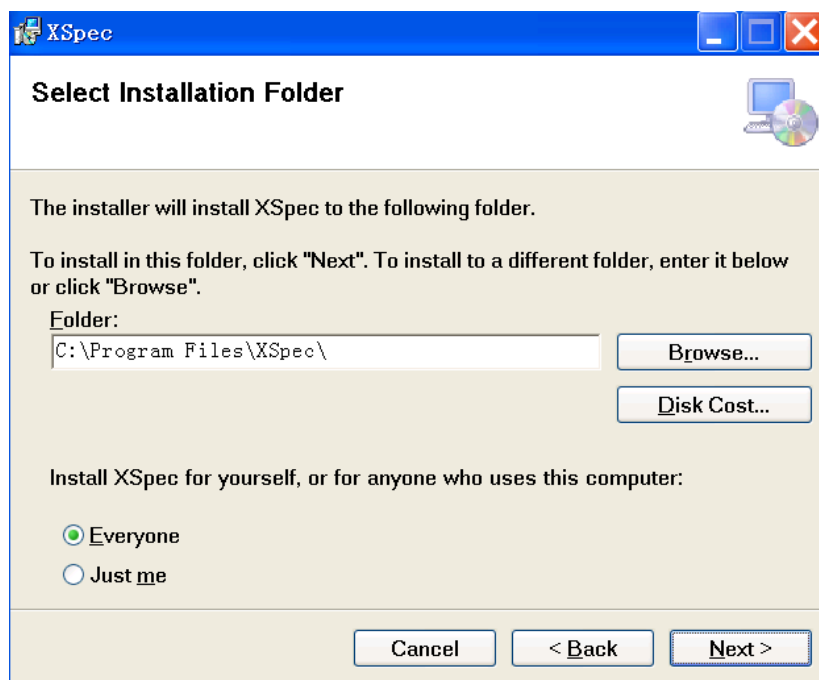 XSpec
Select Installation Folder
The installer will install XSpec to the following folder.
To install in this folder, click "Next". To install to a different folder, enter it below
or click "Browse".
Folder:
C:\Program Files\XSpec\
Browse...
Disk Cost...
Install XSpec for yourself, or for anyone who uses this computer:
Everyone
Just me
Cancel
< Back
Next >